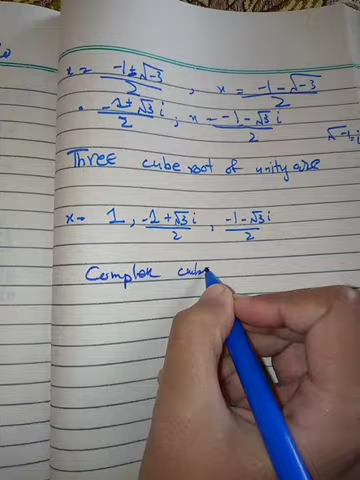 x = -1+√-3/2 , x = -1-√-3/2
-1+√3 i/2 ; x = -1-√3 i/2
Three cube root of unity are
x = 1, -1+√3 i/2 , -1-√3 i/2
Complex cube